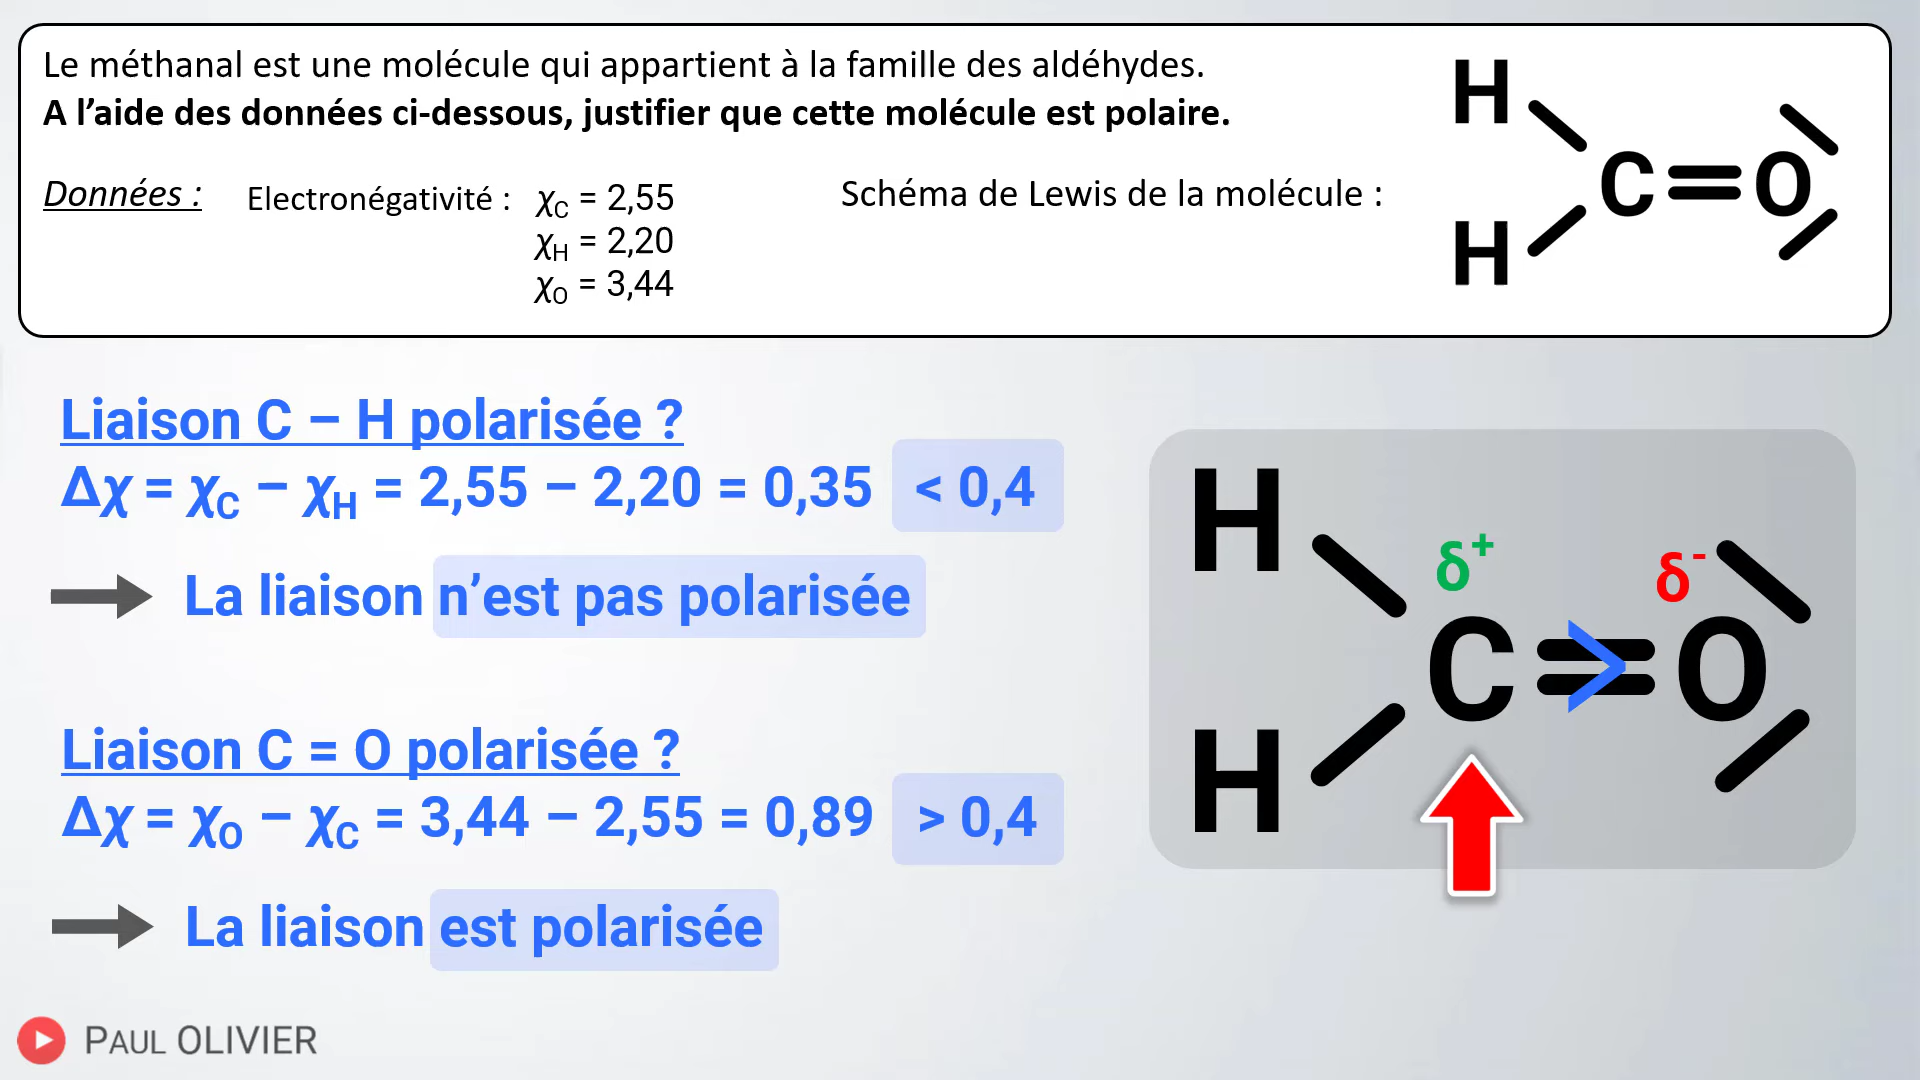 Le méthanal est une molécule qui appartient à la famille des aldéhydes.
A l’aide des données ci-dessous, justifier que cette molécule est polaire.
Données :
Electronégativité : χC = 2,55
χH = 2,20
χO = 3,44
Schéma de Lewis de la molécule :
H
C = O
H
Liaison C – H polarisée ?
Δχ = χC – χH = 2,55 – 2,20 = 0,35 < 0,4
La liaison n’est pas polarisée
Liaison C = O polarisée ?
Δχ = χO – χC = 3,44 – 2,55 = 0,89 > 0,4
La liaison est polarisée
H
δ+ δ-
C = O
H
PAUL OLIVIER